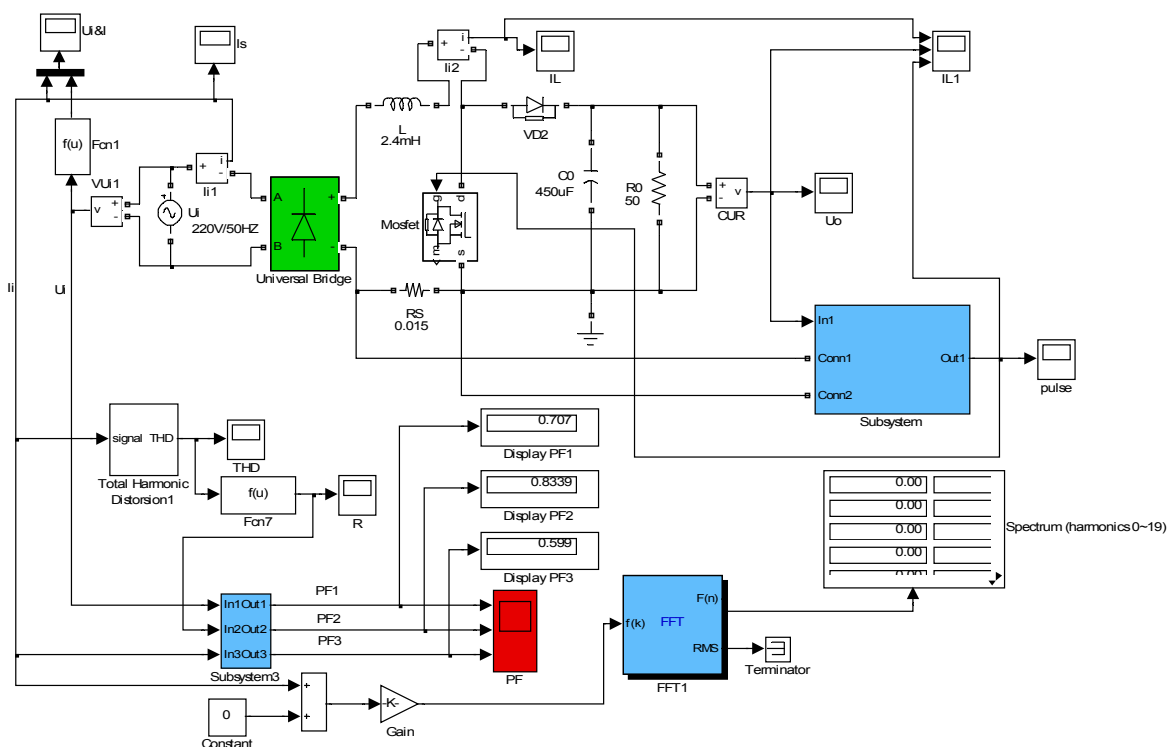 Ui&I
Is
Ii2
IL
IL1
Fcn1
f(u)
VUi1
v
+
-
Ii1
+
i
-
Ui
220V/50HZ
A
B
+
-
Universal Bridge
L
2.4mH
+
i
-
VD2
Mosfet
g
d
m
s
C0
450uF
R0
50
+
-
v
CUR
Uo
RS
0.015
Ii
Ui
In1
Conn1
Conn2
Out1
Subsystem
pulse
signal THD
Total Harmonic
Distorsion1
THD
f(u)
Fcn7
R
0.707
Display PF1
0.8339
Display PF2
0.599
Display PF3
0.00
0.00
0.00
0.00
0.00
Spectrum (harmonics 0~19)
PF1
PF2
PF3
In1Out1
In2Out2
In3Out3
Subsystem3
PF
f(k)
FFT
F(n)
RMS
FFT1
Terminator
0
Constant
+
+
-K-
Gain